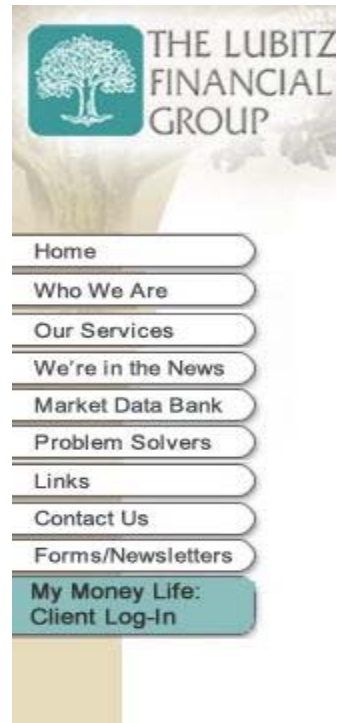 THE LUBITZ
FINANCIAL
GROUP
Home
Who We Are
Our Services
We're in the News
Market Data Bank
Problem Solvers
Links
Contact Us
Forms/Newsletters
My Money Life:
Client Log-In